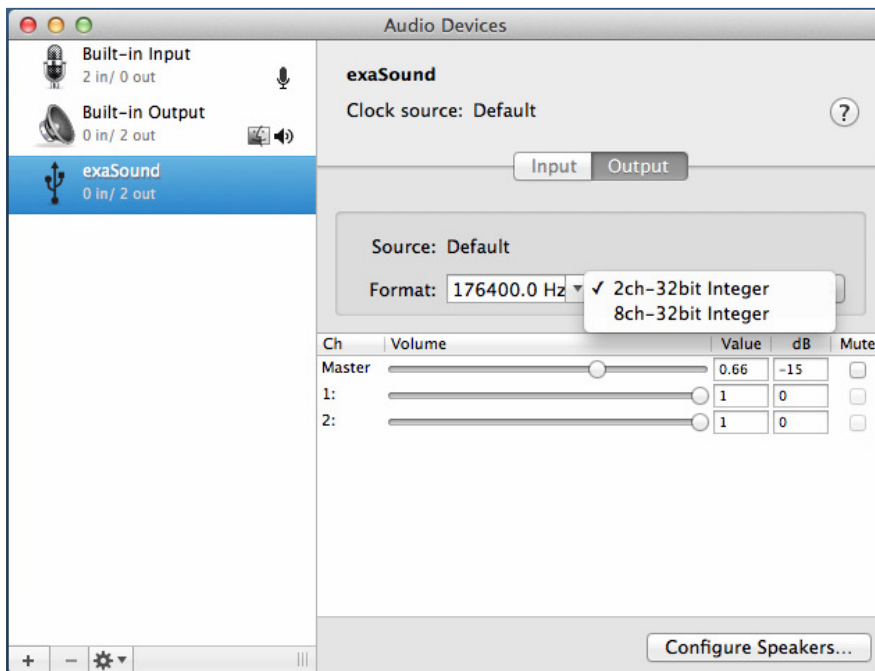 Audio Devices
Built-in Input
2 in/ 0 out
Built-in Output
0 in/ 2 out
exaSound
0 in/ 2 out
exaSound
Clock source: Default
?
Input Output
Source: Default
Format: 176400.0 Hz ✓ 2ch-32bit Integer
8ch-32bit Integer
Ch Volume Value dB Mute
Master 0.66 -15
1: 1 0
2: 1 0
+ −
Configure Speakers...